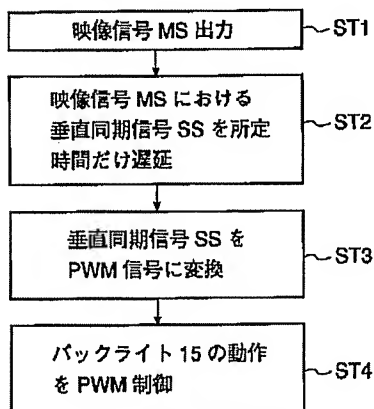 映像信号 MS 出力
ST1
映像信号 MS における
垂直同期信号 SS を所定
時間だけ遅延
ST2
垂直同期信号 SS を
PWM 信号に変換
ST3
バックライト 15 の動作
を PWM 制御
ST4